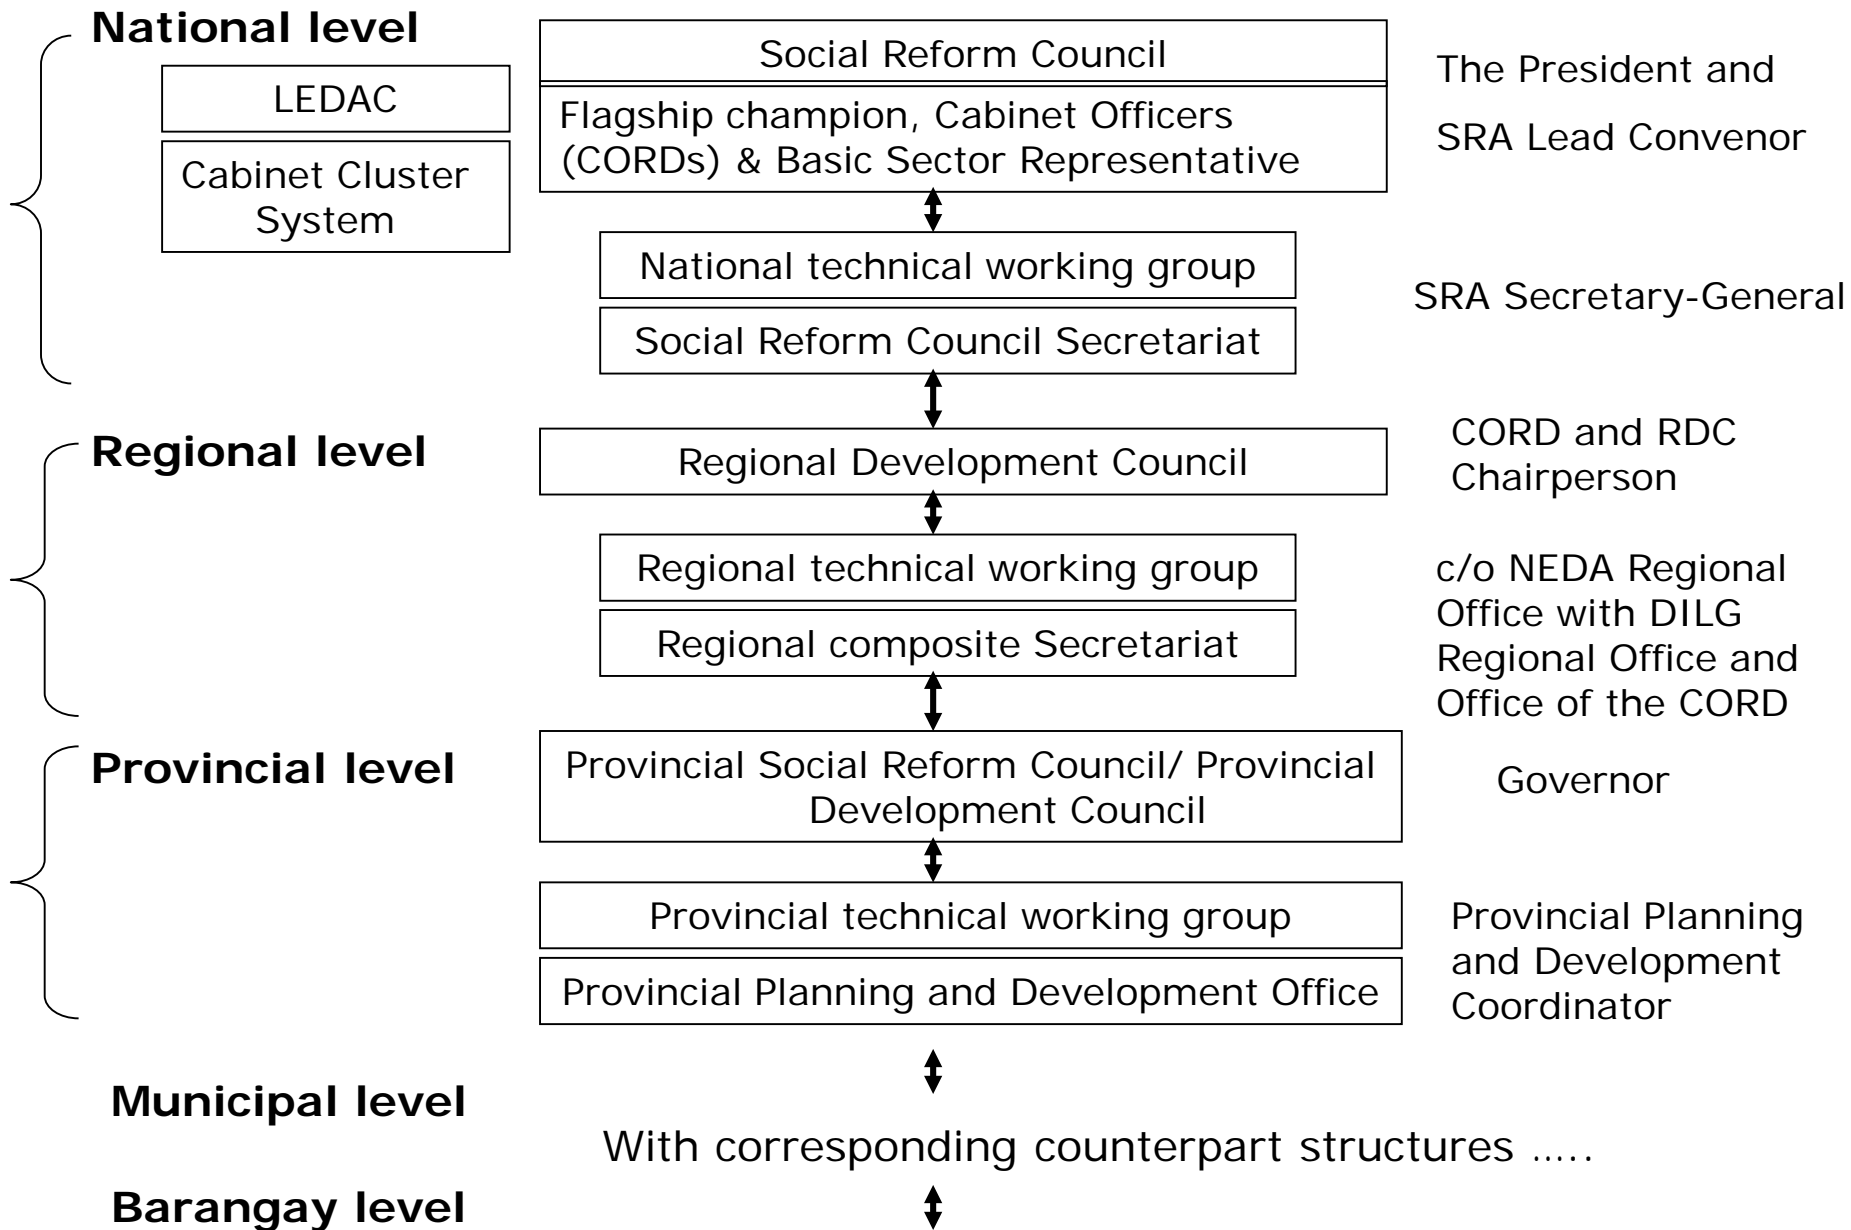 National level
LEDAC
Cabinet Cluster
System
Social Reform Council
Flagship champion, Cabinet Officers
(CORDs) & Basic Sector Representative
The President and
SRA Lead Convenor
National technical working group
Social Reform Council Secretariat
SRA Secretary-General
Regional level
Regional Development Council
CORD and RDC
Chairperson
Regional technical working group
Regional composite Secretariat
c/o NEDA Regional
Office with DILG
Regional Office and
Office of the CORD
Provincial level
Provincial Social Reform Council/ Provincial
Development Council
Governor
Provincial technical working group
Provincial Planning and Development Office
Provincial Planning
and Development
Coordinator
Municipal level
With corresponding counterpart structures .....
Barangay level